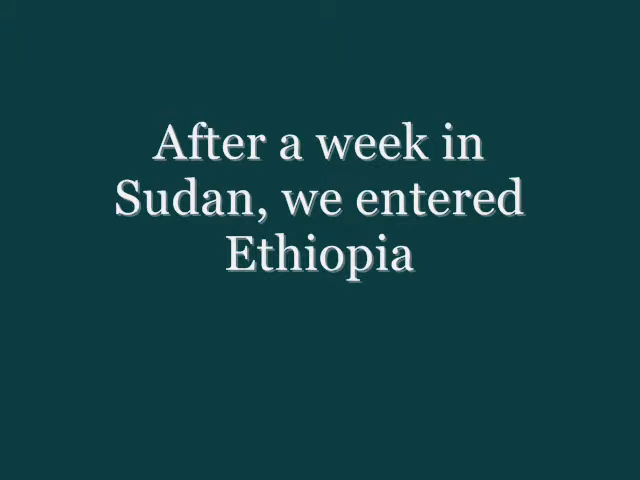 After a week in
Sudan, we entered
Ethiopia